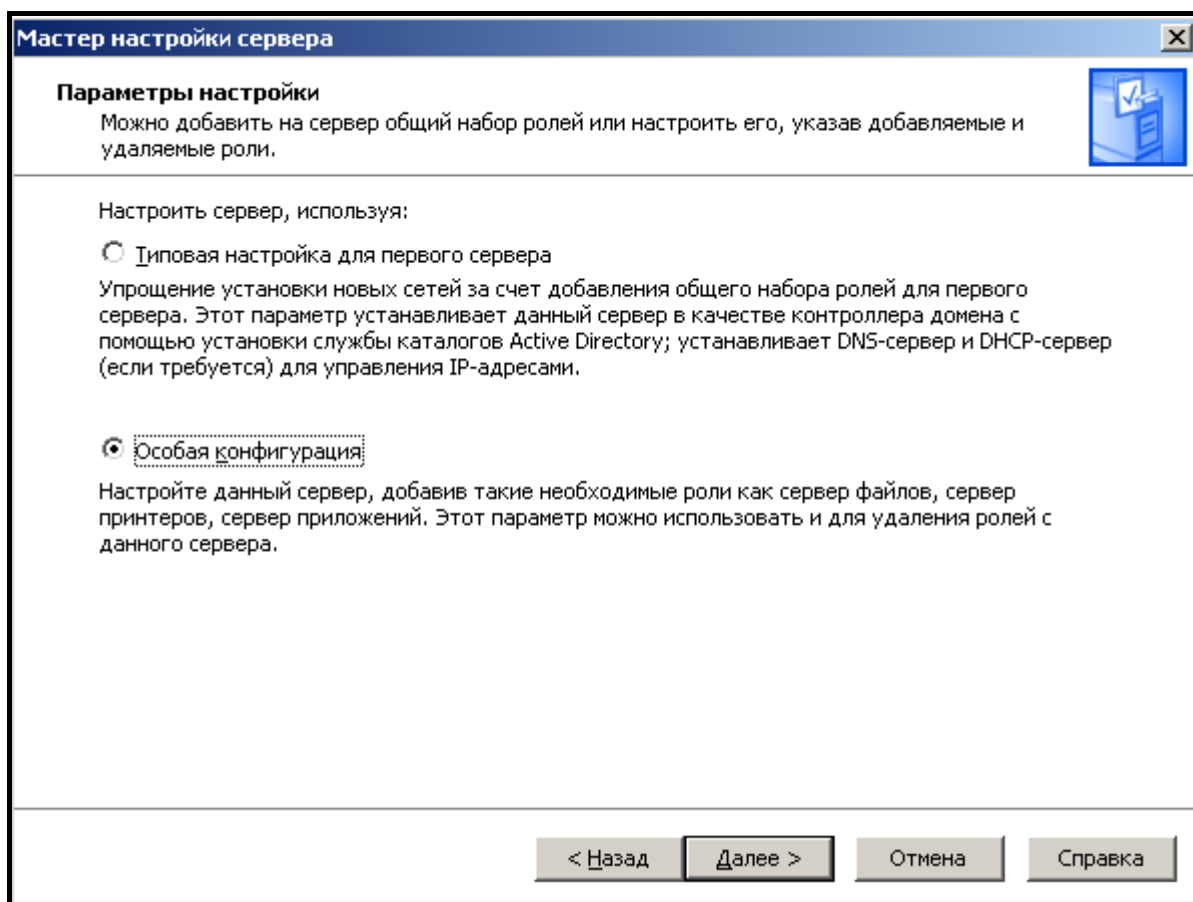 Мастер настройки сервера
Параметры настройки
Можно добавить на сервер общий набор ролей или настроить его, указав добавляемые и
удаляемые роли.
Настроить сервер, используя:
Типовая настройка для первого сервера
Упрощение установки новых сетей за счет добавления общего набора ролей для первого
сервера. Этот параметр устанавливает данный сервер в качестве контроллера домена с
помощью установки службы каталогов Active Directory; устанавливает DNS-сервер и DHCP-сервер
(если требуется) для управления IP-адресами.
Особая конфигурация
Настройте данный сервер, добавив такие необходимые роли как сервер файлов, сервер
принтеров, сервер приложений. Этот параметр можно использовать и для удаления ролей с
данного сервера.
< Назад Далее > Отмена Справка